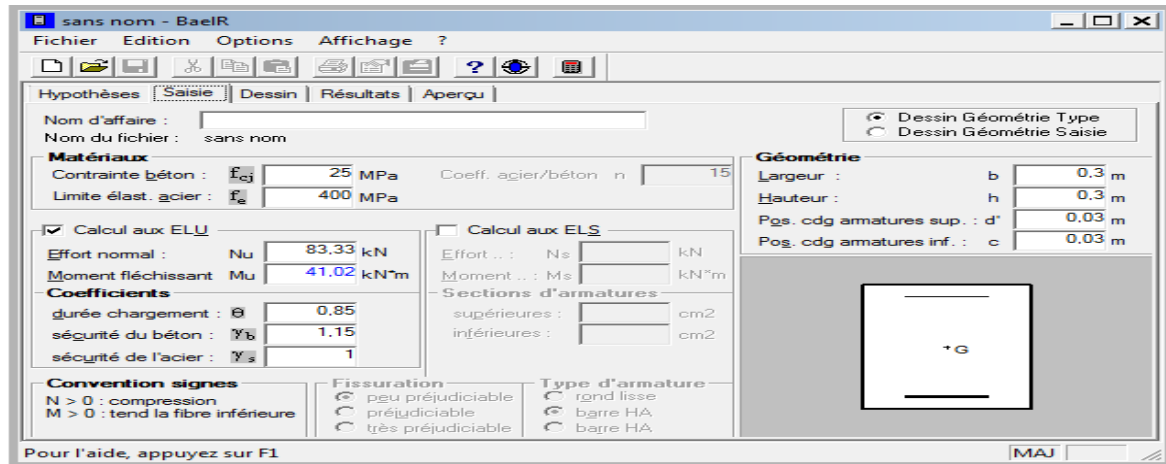 sans nom - BaelR
Fichier Edition Options Affichage ?
Hypothèses Saisie Dessin Résultats Aperçu
Nom d'affaire :
Nom du fichier : sans nom
Dessin Géométrie Type
Dessin Géométrie Saisie
Matériaux
Contrainte béton : fcj 25 MPa Coeff. acier/béton n 15
Limite élast. acier : fe 400 MPa
Géométrie
Largeur : b 0.3 m
Hauteur : h 0.3 m
Pos. cdg armatures sup. : d' 0.03 m
Pos. cdg armatures inf. : c 0.03 m
Calcul aux ELU
Effort normal : Nu 83.33 kN
Moment fléchissant Mu 41.02 kN*m
Coefficients
durée chargement : θ 0.85
sécurité du béton : γb 1.15
sécurité de l'acier : γs 1
Calcul aux ELS
Effort .. : Ns kN
Moment .. : Ms kN*m
Sections d'armatures
supérieures : cm2
inférieures : cm2
G
Convention signes
N > 0 : compression
M > 0 : tend la fibre inférieure
Fissuration
peu préjudiciable
préjudiciable
très préjudiciable
Type d'armature
rond lisse
barre HA
barre HA
Pour l'aide, appuyez sur F1 MAJ